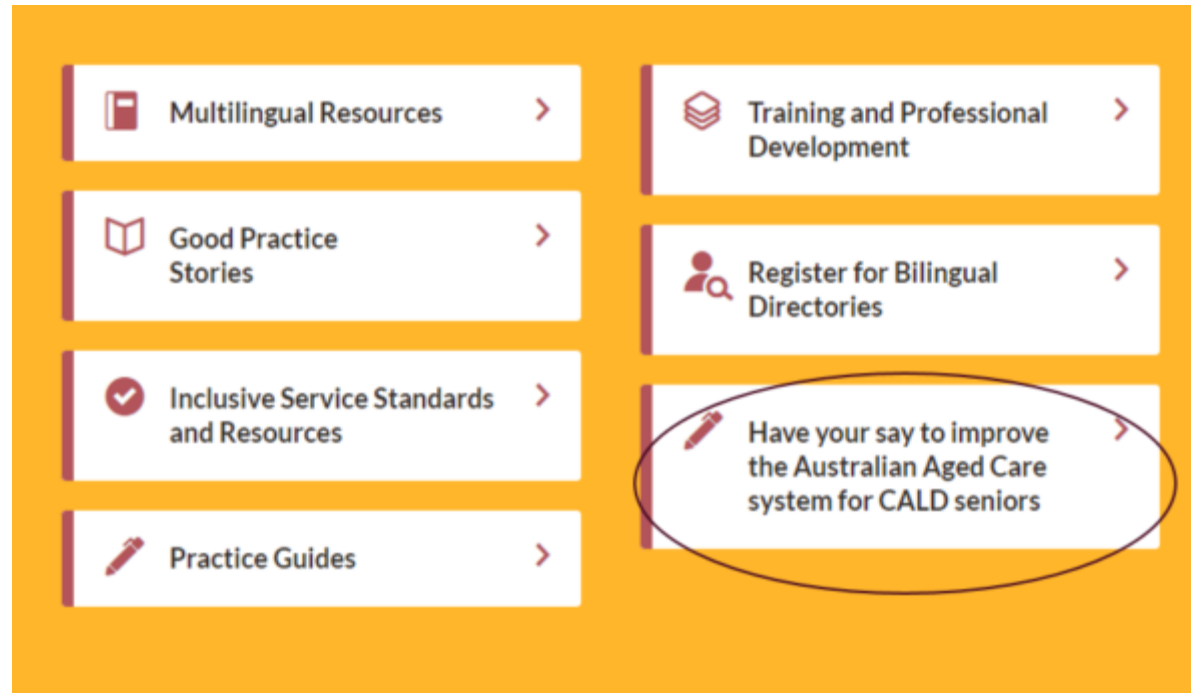 Multilingual Resources
Good Practice
Stories
Inclusive Service Standards
and Resources
Practice Guides
Training and Professional
Development
Register for Bilingual
Directories
Have your say to improve
the Australian Aged Care
system for CALD seniors